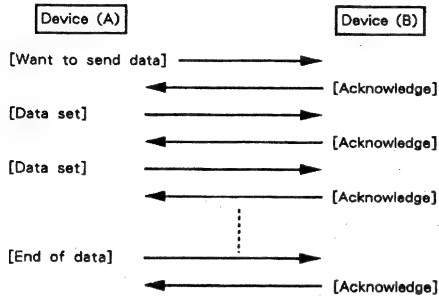 Device (A) Device (B)
[Want to send data]
[Acknowledge]
[Data set]
[Acknowledge]
[Data set]
[Acknowledge]
[End of data]
[Acknowledge]